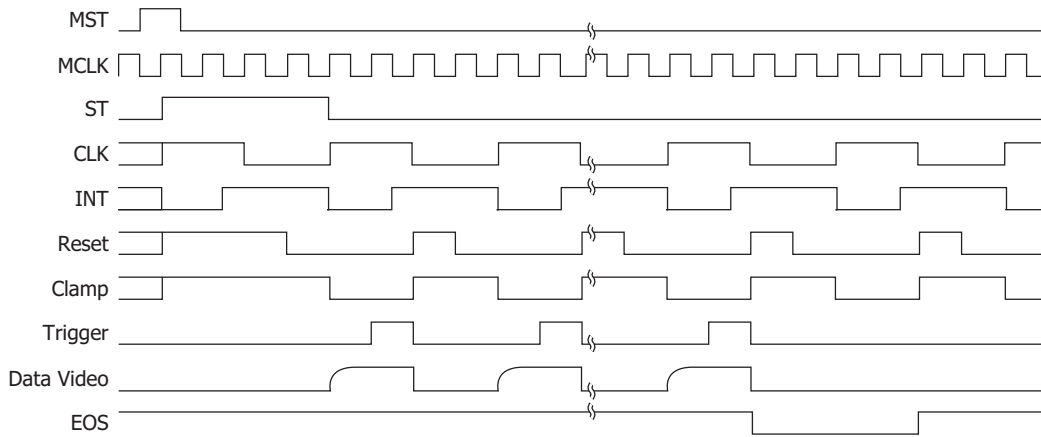 MST
MCLK
ST
CLK
INT
Reset
Clamp
Trigger
Data Video
EOS